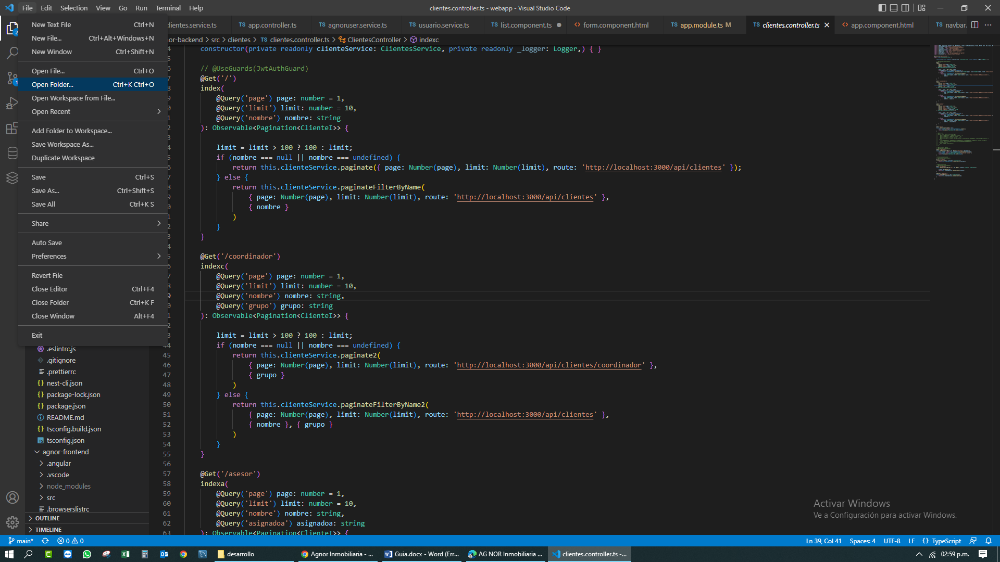 File Edit Selection View Go Run Terminal Help
clientes.controller.ts - webapp - Visual Studio Code
clientes.service.ts TS app.controller.ts TS agnoruser.service.ts TS usuario.service.ts TS list.component.ts <> form.component.html TS app.module.ts M TS clientes.controller.ts <> app.component.html TS navbar.
nor-backend > src > clientes > TS clientes.controller.ts > ClientesController > indexc
New Text File Ctrl+N
New File... Ctrl+Alt+Windows+N
New Window Ctrl+Shift+N
Open File... Ctrl+O
Open Folder... Ctrl+K Ctrl+O
Open Workspace from File...
Open Recent
Add Folder to Workspace...
Save Workspace As...
Duplicate Workspace
Save Ctrl+S
Save As... Ctrl+Shift+S
Save All Ctrl+K S
Share
Auto Save
Preferences
Revert File
Close Editor Ctrl+F4
Close Folder Ctrl+K F
Close Window Alt+F4
Exit
2
1
.eslintrc.js
.gitignore
.prettierrc
{} nest-cli.json
{} package-lock.json
{} package.json
README.md
{} tsconfig.build.json
TS tsconfig.json
agnor-frontend
.angular
.vscode
node_modules
src
.browserslistrc
OUTLINE
TIMELINE
4 constructor(private readonly clienteService: ClientesService, private readonly _logger: Logger,) { }
5
6 // @UseGuards(JwtAuthGuard)
7 @Get('/')
8 index(
9 @Query('page') page: number = 1,
0 @Query('limit') limit: number = 10,
1 @Query('nombre') nombre: string
2 ): Observable<Pagination<ClienteI>> {
3
4 limit = limit > 100 ? 100 : limit;
5 if (nombre === null || nombre === undefined) {
6 return this.clienteService.paginate({ page: Number(page), limit: Number(limit), route: 'http://localhost:3000/api/clientes' });
7 } else {
8 return this.clienteService.paginateFilterByName(
9 { page: Number(page), limit: Number(limit), route: 'http://localhost:3000/api/clientes' },
0 { nombre }
1 )
2 }
3 }
4
5 @Get('/coordinador')
6 indexc(
7 @Query('page') page: number = 1,
8 @Query('limit') limit: number = 10,
9 @Query('nombre') nombre: string,
0 @Query('grupo') grupo: string
1 ): Observable<Pagination<ClienteI>> {
2
3 limit = limit > 100 ? 100 : limit;
44 if (nombre === null || nombre === undefined) {
45 return this.clienteService.paginate2(
46 { page: Number(page), limit: Number(limit), route: 'http://localhost:3000/api/clientes/coordinador' },
47 { grupo }
48 )
49 } else {
50 return this.clienteService.paginateFilterByName2(
51 { page: Number(page), limit: Number(limit), route: 'http://localhost:3000/api/clientes' },
52 { nombre }, { grupo }
53 )
54 }
55 }
56
57 @Get('/asesor')
58 indexa(
59 @Query('page') page: number = 1,
60 @Query('limit') limit: number = 10,
61 @Query('nombre') nombre: string,
62 @Query('asignadoa') asignadoa: string
63 ): Observable<Pagination<ClienteI>> {
Activar Windows
Ve a Configuración para activar Windows.
main* 0 0 Ln 39, Col 41 Spaces: 4 UTF-8 LF {} TypeScript
desarrollo Agnor Inmobiliaria - ... Guia.docx - Word (Err... AG NOR Inmobiliaria ... clientes.controller.ts -... 02:59 p.m.